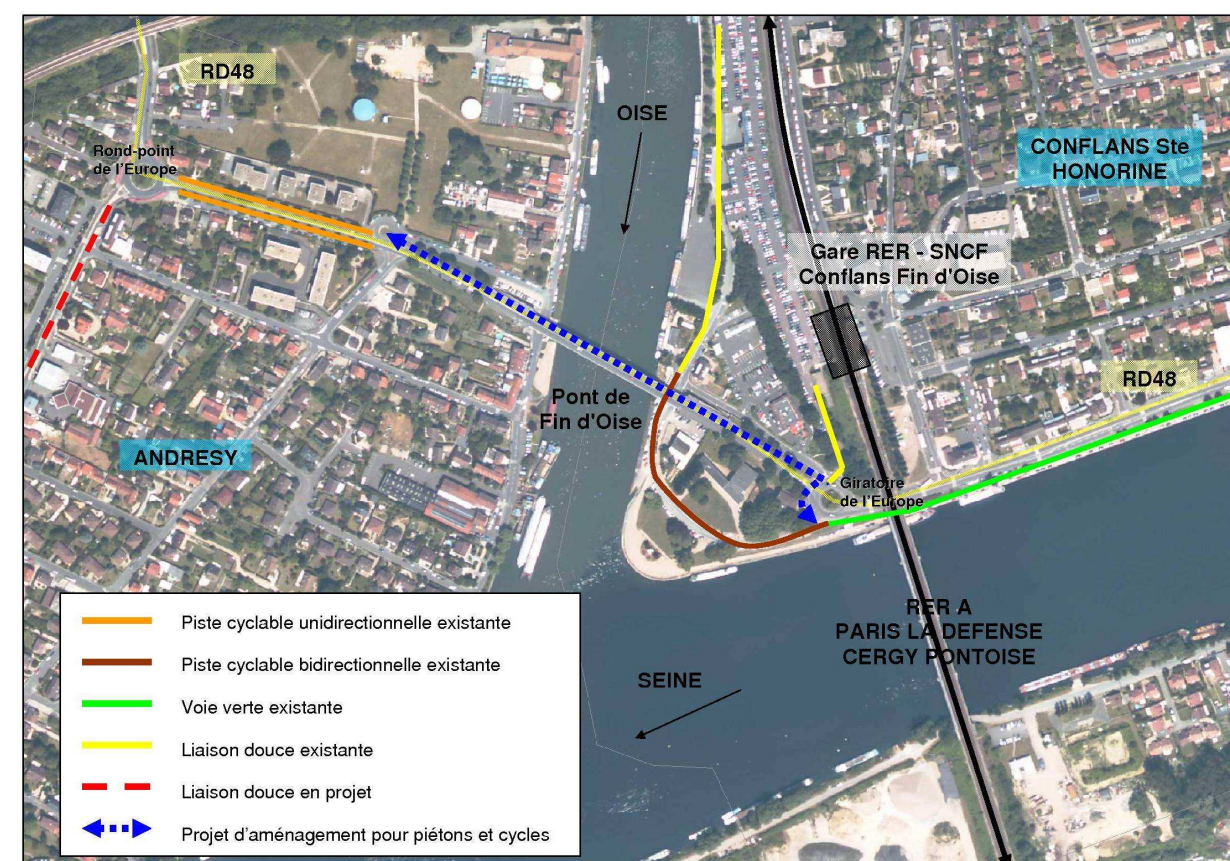 RD48
OISE
Rond-point
de l'Europe
CONFLANS Ste
HONORINE
Gare RER - SNCF
Conflans Fin d'Oise
RD48
Pont de
Fin d'Oise
ANDRESY
Giratoire
de l'Europe
RER A
PARIS LA DEFENSE
CERGY PONTOISE
SEINE
Piste cyclable unidirectionnelle existante
Piste cyclable bidirectionnelle existante
Voie verte existante
Liaison douce existante
Liaison douce en projet
Projet d'aménagement pour piétons et cycles